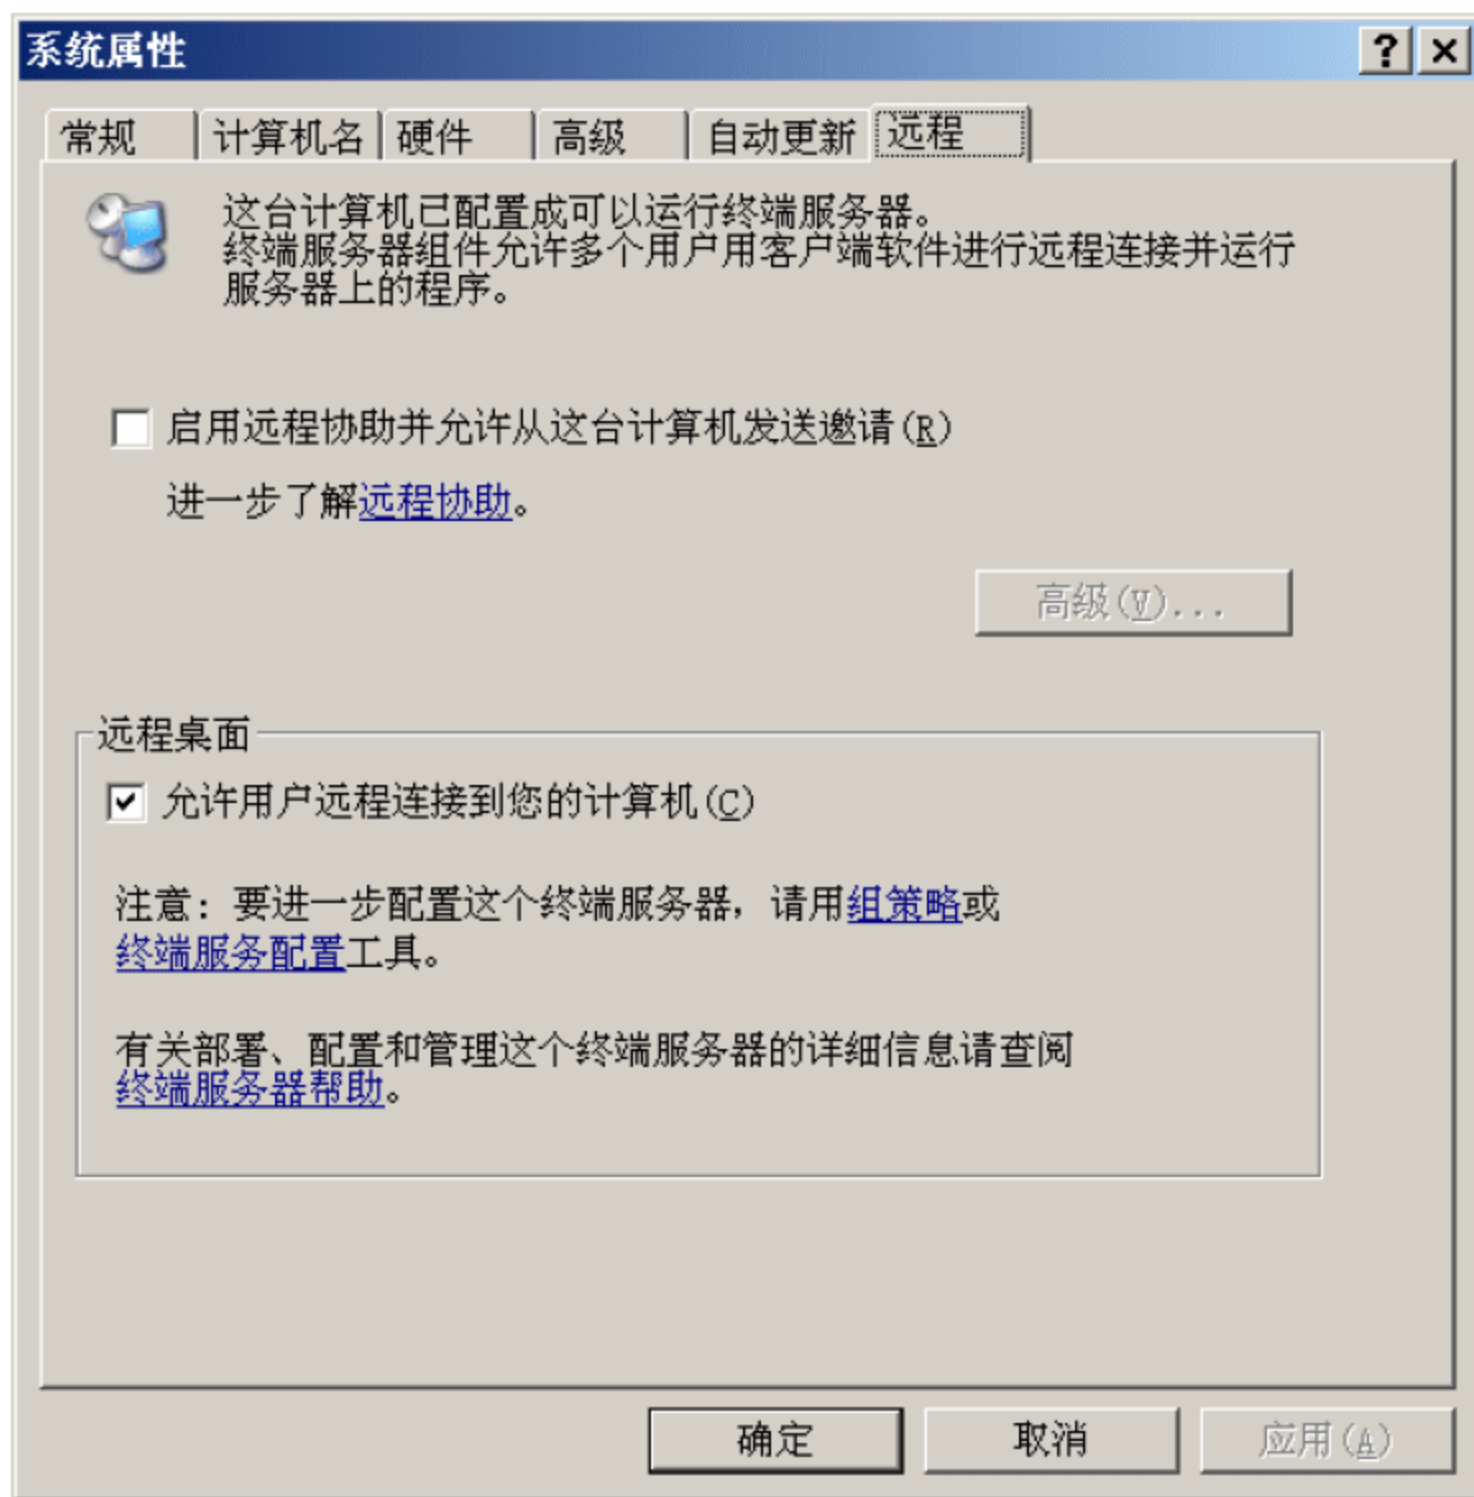 系统属性
常规 计算机名 硬件 高级 自动更新 远程
这台计算机已配置成可以运行终端服务器。
终端服务器组件允许多个用户用客户端软件进行远程连接并运行
服务器上的程序。
启用远程协助并允许从这台计算机发送邀请(R)
进一步了解远程协助。
高级(V)...
远程桌面
允许用户远程连接到您的计算机(C)
注意: 要进一步配置这个终端服务器，请用组策略或
终端服务配置工具。
有关部署、配置和管理这个终端服务器的详细信息请查阅
终端服务器帮助。
确定 取消 应用(A)